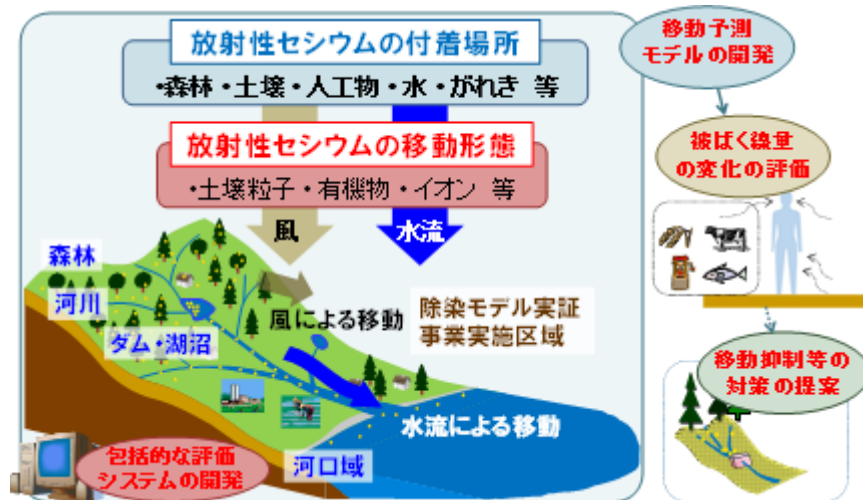 放射性セシウムの付着場所
・森林・土壌・人工物・水・がれき 等
放射性セシウムの移動形態
・土壌粒子・有機物・イオン 等
風
水流
森林
河川
ダム・湖沼
風による移動
除染モデル実証
事業実施区域
水流による移動
河口域
包括的な評価
システムの開発
移動予測
モデルの開発
被ばく線量
の変化の評価
移動抑制等の
対策の提案